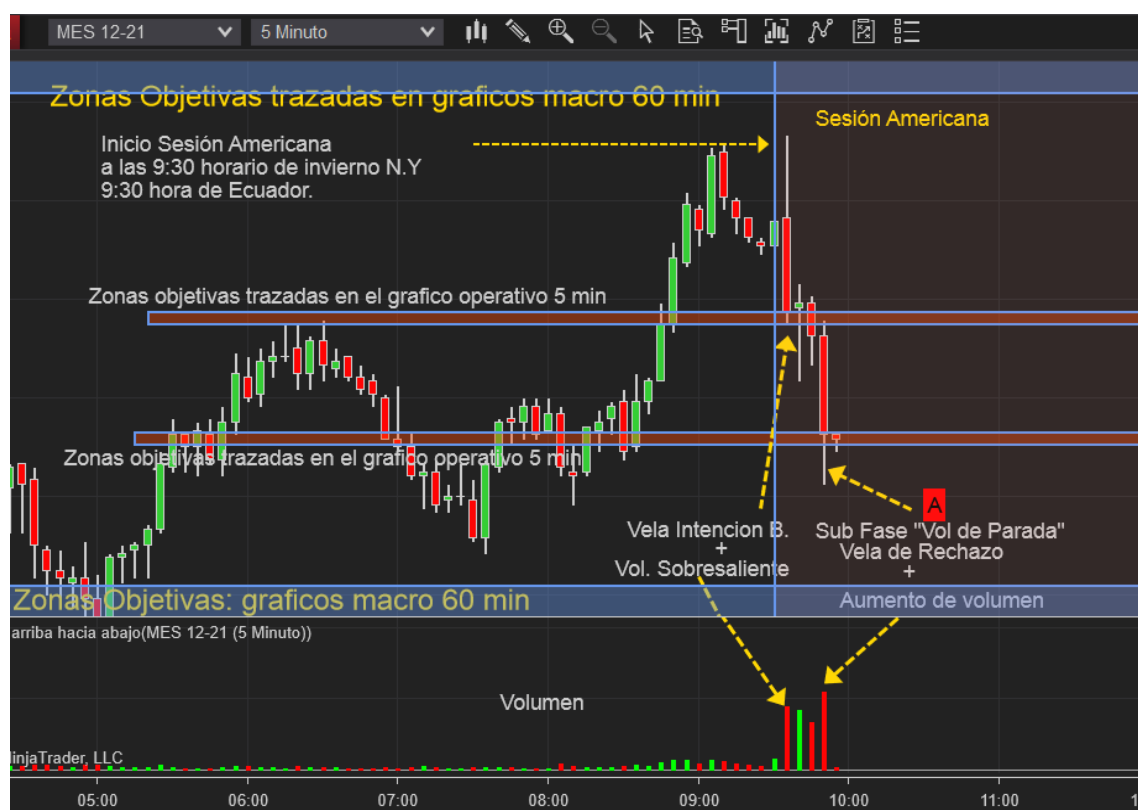 MES 12-21
5 Minuto
Zonas Objetivas trazadas en graficos macro 60 min
Sesión Americana
Inicio Sesión Americana
a las 9:30 horario de invierno N.Y
9:30 hora de Ecuador.
Zonas objetivas trazadas en el grafico operativo 5 min
Zonas objetivas trazadas en el grafico operativo 5 min
A
Vela Intencion B.
+
Vol. Sobresaliente
Sub Fase "Vol de Parada"
Vela de Rechazo
+
Aumento de volumen
Zonas Objetivas: graficos macro 60 min
arriba hacia abajo(MES 12-21 (5 Minuto))
Volumen
NinjaTrader, LLC
05:00 06:00 07:00 08:00 09:00 10:00 11:00 1